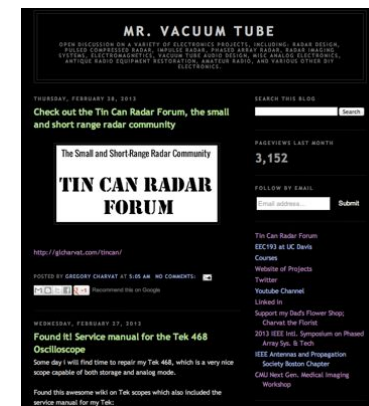 MR. VACUUM TUBE
OPEN DISCUSSION ON A VARIETY OF ELECTRONICS PROJECTS, INCLUDING: RADAR DESIGN,
PULSED COMPRESSED RADAR, IMPULSE RADAR, PHASED ARRAY RADAR, RADAR IMAGING
SYSTEMS, ELECTROMAGNETICS, VACUUM TUBE AUDIO DESIGN, MISC ANALOG ELECTRONICS,
ANTIQUE RADIO EQUIPMENT RESTORATION, AMATEUR RADIO, AND VARIOUS OTHER DIY
ELECTRONICS.
THURSDAY, FEBRUARY 28, 2013
Check out the Tin Can Radar Forum, the small
and short range radar community
The Small and Short-Range Radar Community
TIN CAN RADAR
FORUM
http://glcharvat.com/tincan/
POSTED BY GREGORY CHARVAT AT 5:05 AM NO COMMENTS:
Recommend this on Google
WEDNESDAY, FEBRUARY 27, 2013
Found it! Service manual for the Tek 468
Oscilloscope
Some day I will find time to repair my Tek 468, which is a very nice
scope capable of both storage and analog mode.
Found this awesome wiki on Tek scopes which also included the
service manual for my Tek:
SEARCH THIS BLOG
Search
PAGEVIEWS LAST MONTH
3,152
FOLLOW BY EMAIL
Email address...
Submit
Tin Can Radar Forum
EEC193 at UC Davis
Courses
Website of Projects
Twitter
Youtube Channel
Linked in
Support my Dad's Flower Shop;
Charvat the Florist
2013 IEEE Intl. Symposium on Phased
Array Sys. & Tech
IEEE Antennas and Propagation
Society Boston Chapter
CMU Next Gen. Medical Imaging
Workshop